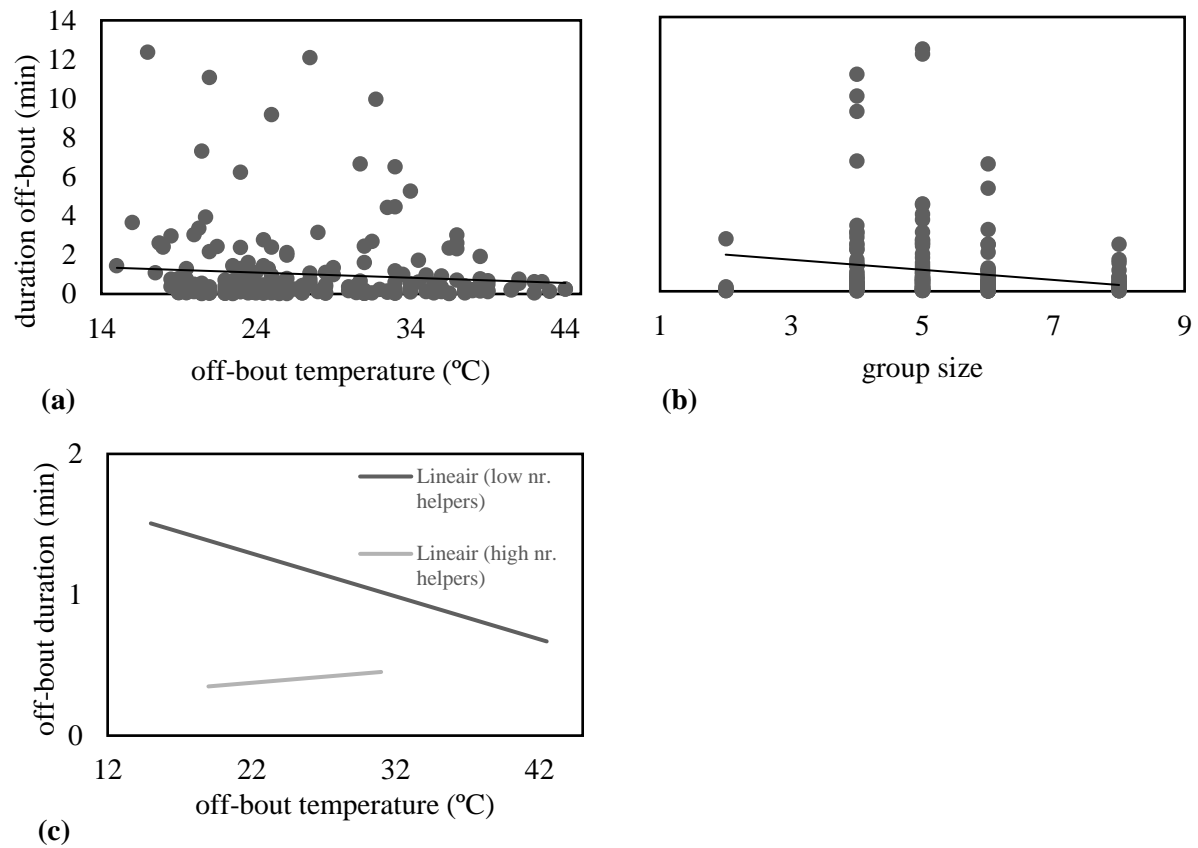 14
12
10
8
6
4
2
0
duration off-bout (min)
14 24 34 44
off-bout temperature (ºC)
(a)
1 3 5 7 9
group size
(b)
2
1
0
off-bout duration (min)
Lineair (low nr.
helpers)
Lineair (high nr.
helpers)
12 22 32 42
off-bout temperature (ºC)
(c)